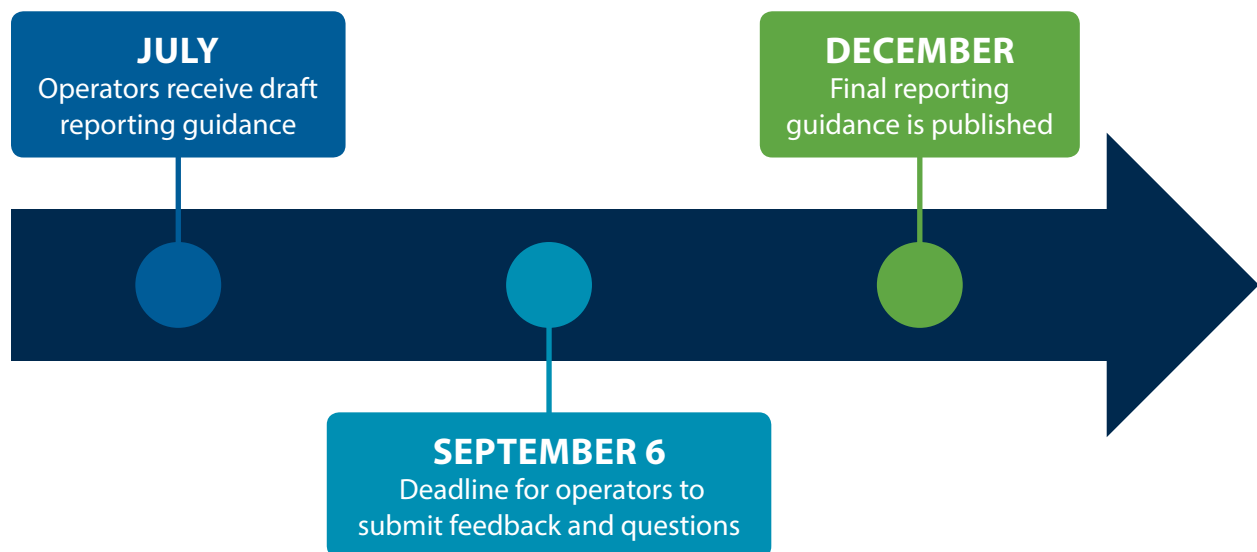 JULY
Operators receive draft
reporting guidance
SEPTEMBER 6
Deadline for operators to
submit feedback and questions
DECEMBER
Final reporting
guidance is published